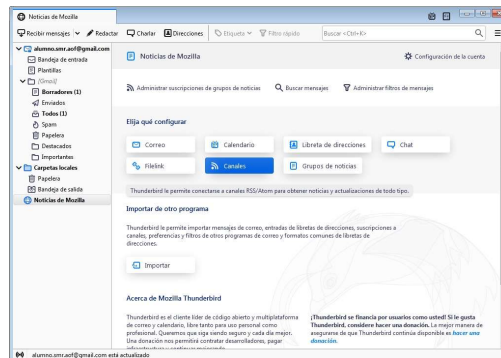 Noticias de Mozilla
Recibir mensajes
Redactar
Charlar
Direcciones
Etiqueta
Filtro rápido
Buscar <Ctrl+K>
alumno.smr.aof@gmail.com
Bandeja de entrada
Plantillas
[Gmail]
Borradores (1)
Enviados
Todos (1)
Spam
Papelera
Destacados
Importantes
Carpetas locales
Papelera
Bandeja de salida
Noticias de Mozilla
Noticias de Mozilla
Configuración de la cuenta
Administrar suscripciones de grupos de noticias
Buscar mensajes
Administrar filtros de mensajes
Elija qué configurar
Correo
Calendario
Libreta de direcciones
Chat
Filelink
Canales
Grupos de noticias
Thunderbird le permite conectarse a canales RSS/Atom para obtener noticias y actualizaciones de todo tipo.
Importar de otro programa
Thunderbird le permite importar mensajes de correo, entradas de libretas de direcciones, suscripciones a
canales, preferencias y filtros de otros programas de correo y formatos comunes de libretas de
direcciones.
Importar
Acerca de Mozilla Thunderbird
Thunderbird es el cliente líder de código abierto y multiplataforma
de correo y calendario, libre tanto para uso personal como
profesional. Queremos que siga siendo seguro y cada día mejor.
Una donación nos permitirá contratar desarrolladores, pagar
infraestructura y continuar mejorando.
¡Thunderbird se financia por usuarios como usted! Si le gusta
Thunderbird, considere hacer una donación. La mejor manera de
asegurarse de que Thunderbird continúe disponible es hacer una
donación.
alumno.smr.aof@gmail.com está actualizado